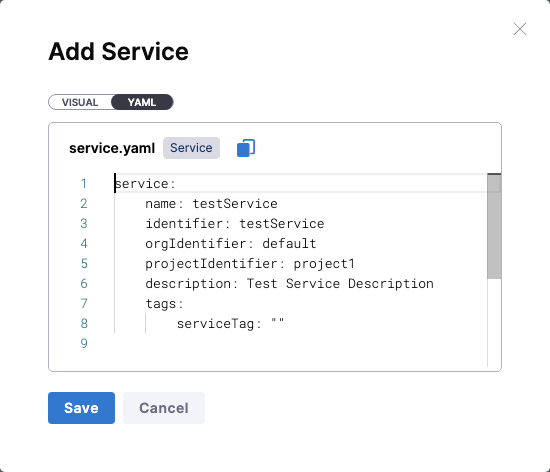 Add Service
VISUAL YAML
service.yaml Service
1 service:
2     name: testService
3     identifier: testService
4     orgIdentifier: default
5     projectIdentifier: project1
6     description: Test Service Description
7     tags:
8         serviceTag: ""
9
Save Cancel